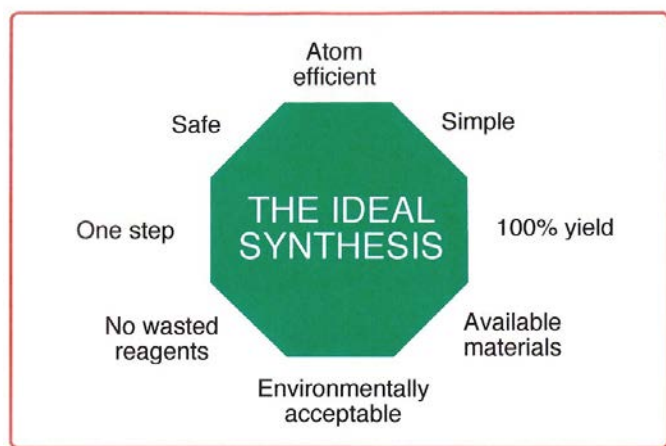 Atom
efficient
Safe
Simple
THE IDEAL
SYNTHESIS
One step
100% yield
No wasted
reagents
Available
materials
Environmentally
acceptable